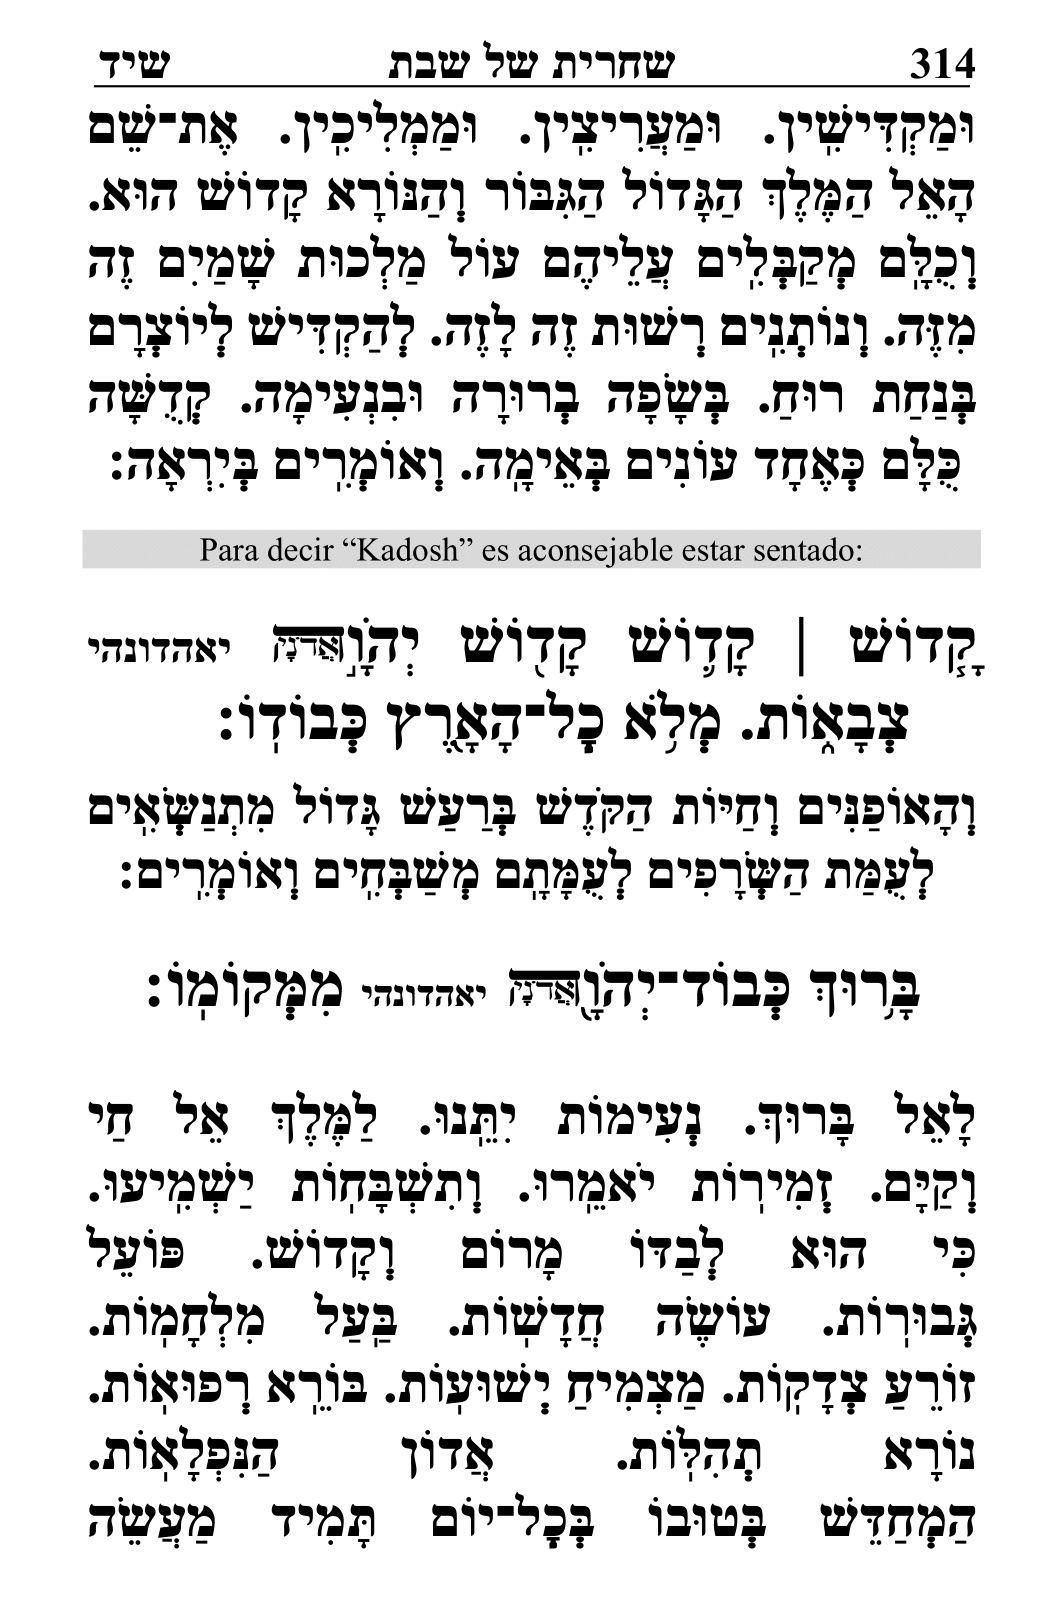 314 שחרית של שבת שיד
וּמַקְדִּישִׁין. וּמַעֲרִיצִין. וּמַמְלִיכִין. אֶת־שֵׁם
הָאֵל הַמֶּלֶךְ הַגָּדוֹל הַגִּבּוֹר וְהַנּוֹרָא קָדוֹשׁ הוּא.
וְכֻלָּם מְקַבְּלִים עֲלֵיהֶם עוֹל מַלְכוּת שָׁמַיִם זֶה
מִזֶּה. וְנוֹתְנִים רְשׁוּת זֶה לָזֶה. לְהַקְדִּישׁ לְיוֹצְרָם
בְּנַחַת רוּחַ. בְּשָׂפָה בְרוּרָה וּבִנְעִימָה. קְדֻשָּׁה
כֻּלָּם כְּאֶחָד עוֹנִים בְּאֵימָה. וְאוֹמְרִים בְּיִרְאָה:
Para decir “Kadosh” es aconsejable estar sentado:
קָדוֹשׁ | קָדוֹשׁ קָדוֹשׁ יְהֹוָה אֲדֹנָי יאהדונהי
צְבָאוֹת. מְלֹא כׇל־הָאָרֶץ כְּבוֹדוֹ:
וְהָאוֹפַנִּים וְחַיּוֹת הַקֹּדֶשׁ בְּרַעַשׁ גָּדוֹל מִתְנַשְּׂאִים
לְעֻמַּת הַשְּׂרָפִים לְעֻמָּתָם מְשַׁבְּחִים וְאוֹמְרִים:
בָּרוּךְ כְּבוֹד־יְהֹוָה אֲדֹנָי יאהדונהי מִמְּקוֹמוֹ:
לָאֵל בָּרוּךְ. נְעִימוֹת יִתֵּנוּ. לַמֶּלֶךְ אֵל חַי
וְקַיָּם. זְמִירוֹת יֹאמֵרוּ. וְתִשְׁבָּחוֹת יַשְׁמִיעוּ.
כִּי הוּא לְבַדּוֹ מָרוֹם וְקָדוֹשׁ. פּוֹעֵל
גְּבוּרוֹת. עוֹשֶׂה חֲדָשׁוֹת. בַּעַל מִלְחָמוֹת.
זוֹרֵעַ צְדָקוֹת. מַצְמִיחַ יְשׁוּעוֹת. בּוֹרֵא רְפוּאוֹת.
נוֹרָא תְהִלּוֹת. אֲדוֹן הַנִּפְלָאוֹת.
הַמְחַדֵּשׁ בְּטוּבוֹ בְּכׇל־יוֹם תָּמִיד מַעֲשֵׂה